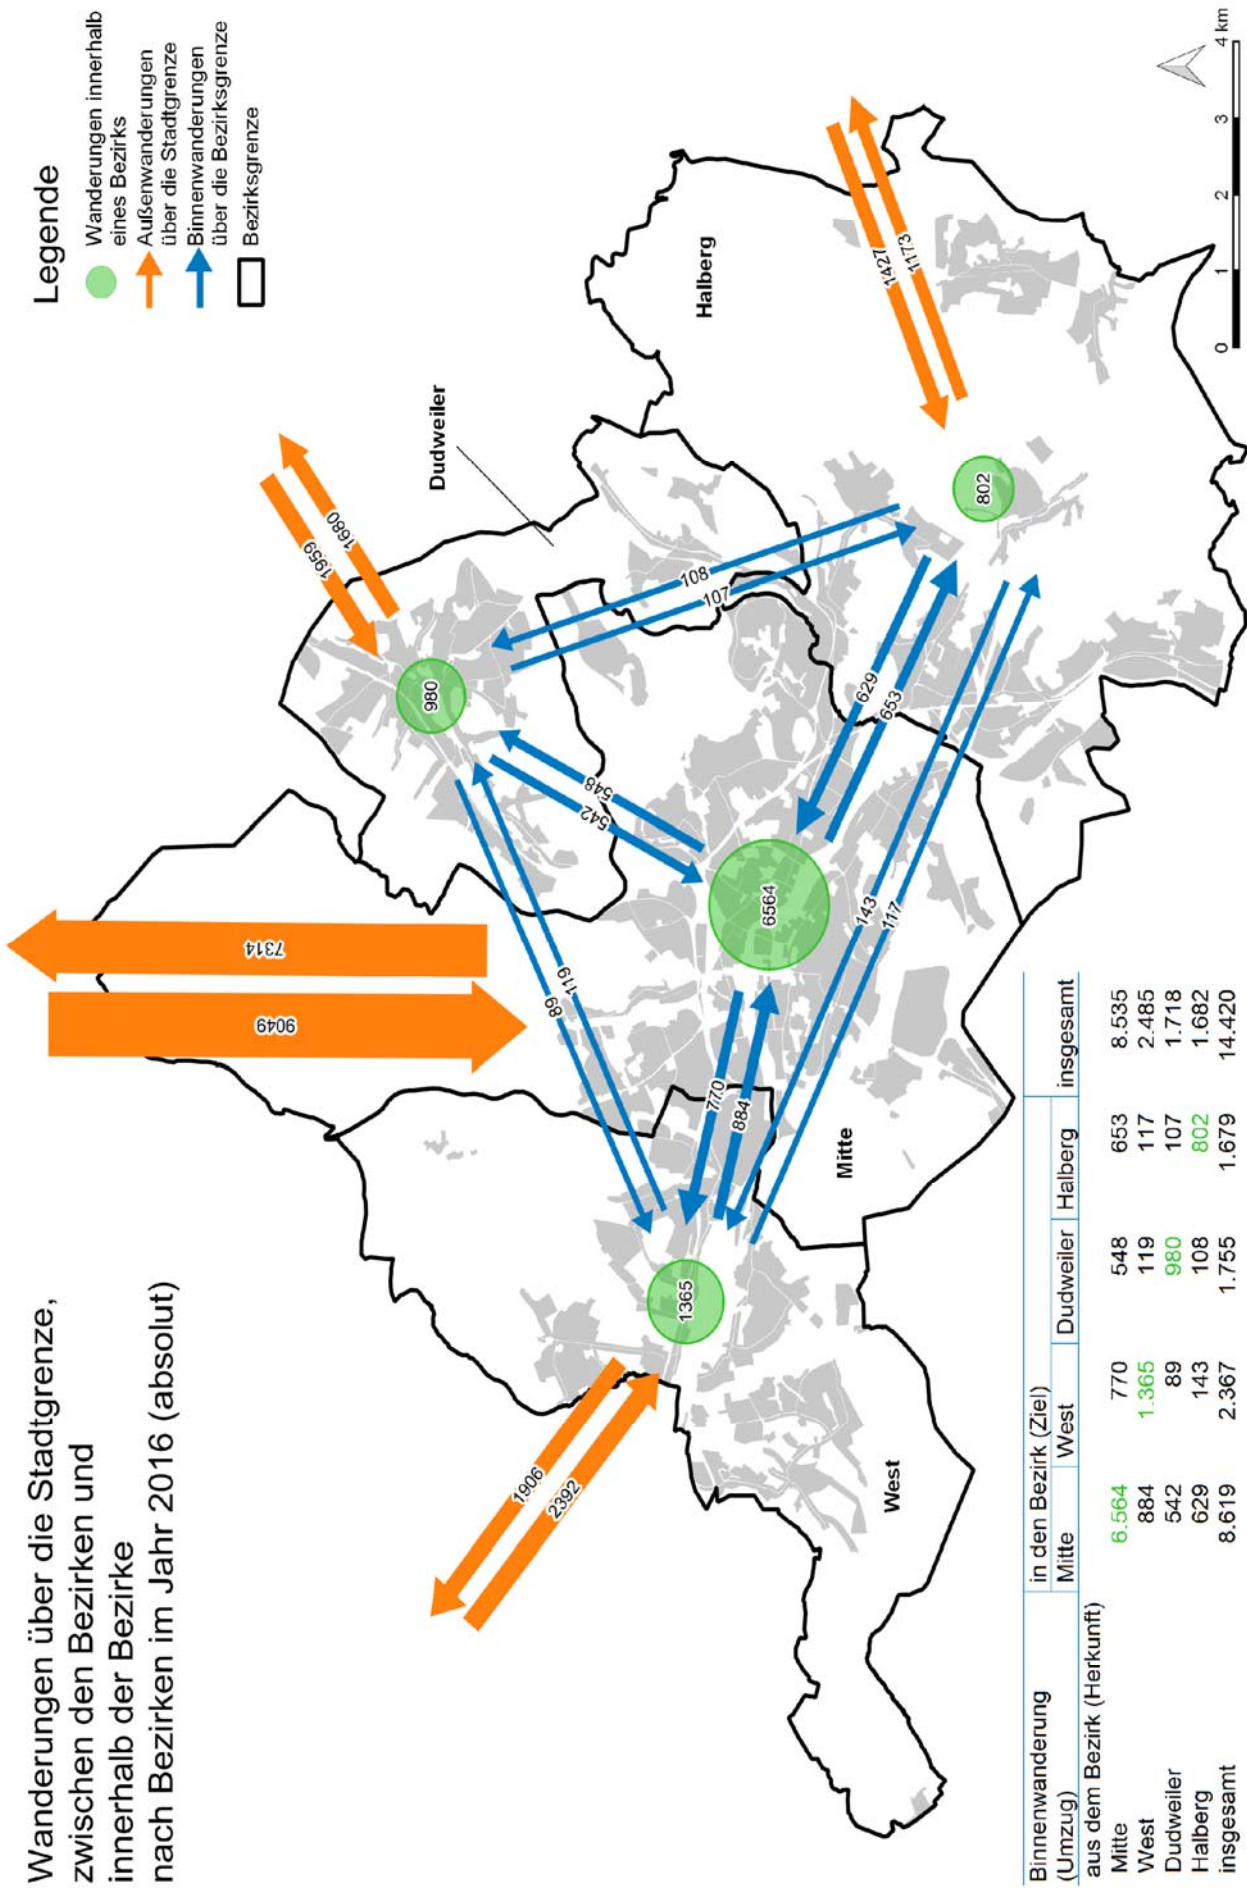 Wanderungen über die Stadtgrenze,
zwischen den Bezirken und
innerhalb der Bezirke
nach Bezirken im Jahr 2016 (absolut)
Legende
Wanderungen innerhalb
eines Bezirks
Außenwanderungen
über die Stadtgrenze
Binnenwanderungen
über die Bezirksgrenze
Bezirksgrenze
9049
7314
1959
1680
Dudweiler
980
Halberg
1427
1173
1906
2392
89
119
542
548
108
107
1365
770
884
6564
629
653
802
143
117
West
Mitte
0 1 2 3 4 km
Binnenwanderung in den Bezirk (Ziel)
(Umzug) Mitte West Dudweiler Halberg insgesamt
aus dem Bezirk (Herkunft)
Mitte 6.564 770 548 653 8.535
West 884 1.365 119 117 2.485
Dudweiler 542 89 980 107 1.718
Halberg 629 143 108 802 1.682
insgesamt 8.619 2.367 1.755 1.679 14.420